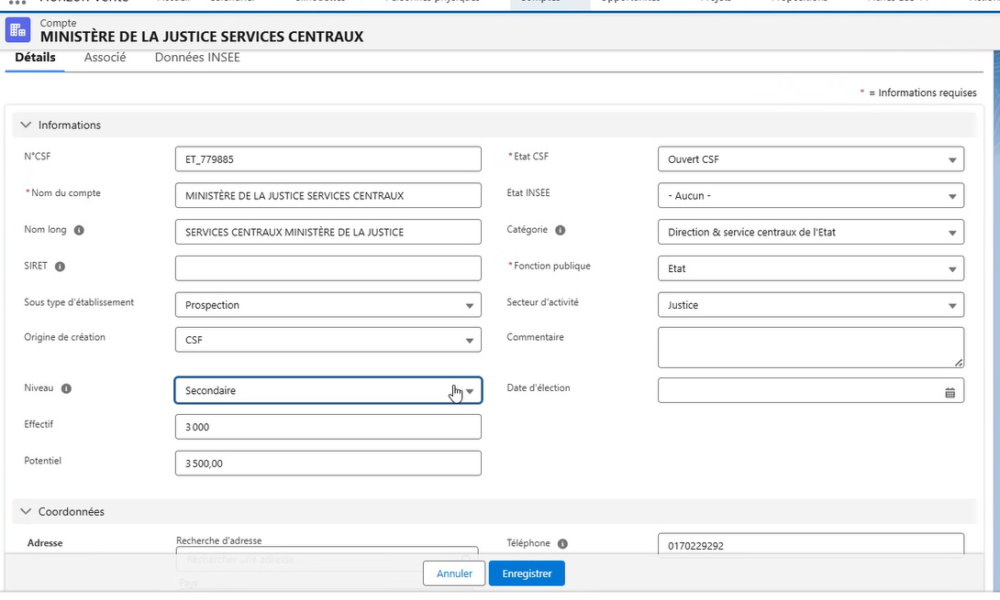 Compte
MINISTÈRE DE LA JUSTICE SERVICES CENTRAUX
Détails Associé Données INSEE
* = Informations requises
Informations
N°CSF ET_779885 * Etat CSF Ouvert CSF
* Nom du compte MINISTÈRE DE LA JUSTICE SERVICES CENTRAUX Etat INSEE - Aucun -
Nom long SERVICES CENTRAUX MINISTÈRE DE LA JUSTICE Catégorie Direction & service centraux de l'Etat
SIRET * Fonction publique Etat
Sous type d'établissement Prospection Secteur d'activité Justice
Origine de création CSF Commentaire
Niveau Secondaire Date d'élection
Effectif 3 000
Potentiel 3 500,00
Coordonnées
Adresse Recherche d'adresse Téléphone 0170229292
Rechercher une adresse
Pays
Annuler Enregistrer